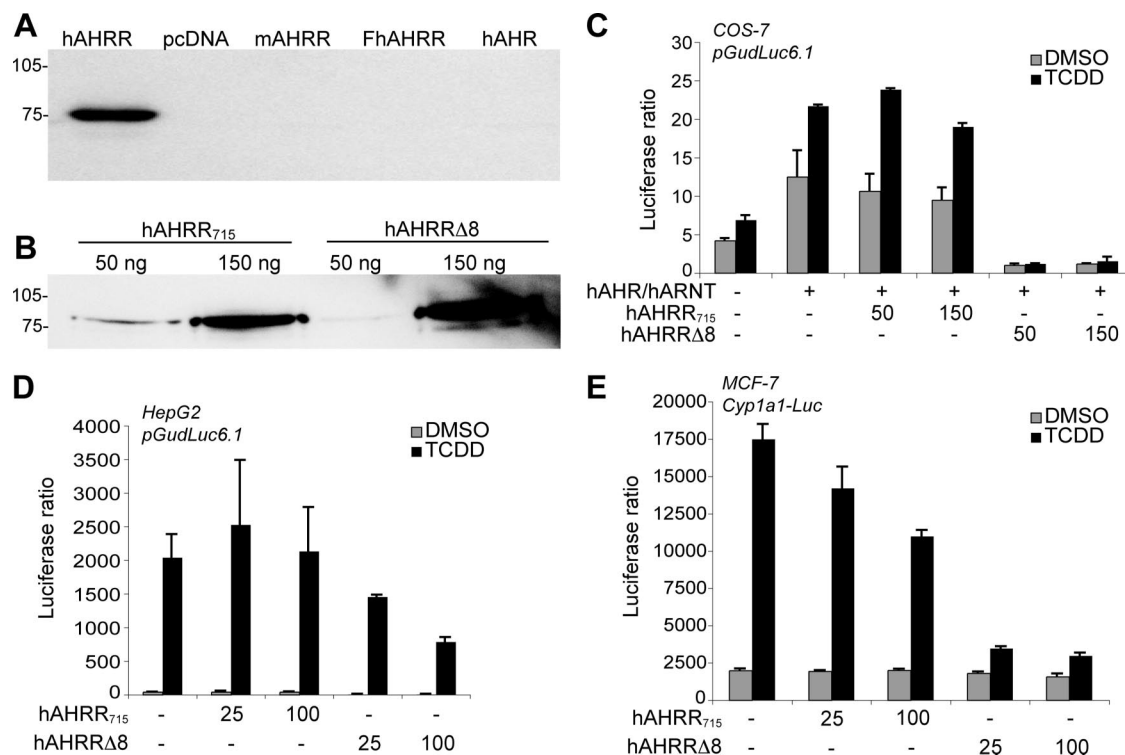 A
hAHRR pcDNA mAHRR FhAHRR hAHR
105-
75-
B
hAHRR₇₁₅ hAHRRΔ8
50 ng 150 ng 50 ng 150 ng
105-
75-
C
COS-7
pGudLuc6.1
DMSO
TCDD
Luciferase ratio
30
25
20
15
10
5
0
hAHR/hARNT - + + + + +
hAHRR₇₁₅ - - 50 150 - -
hAHRRΔ8 - - - - 50 150
D
HepG2
pGudLuc6.1
DMSO
TCDD
Luciferase ratio
4000
3500
3000
2500
2000
1500
1000
500
0
hAHRR₇₁₅ - 25 100 - -
hAHRRΔ8 - - - 25 100
E
MCF-7
Cyp1a1-Luc
DMSO
TCDD
Luciferase ratio
20000
17500
15000
12500
10000
7500
5000
2500
0
hAHRR₇₁₅ - 25 100 - -
hAHRRΔ8 - - - 25 100